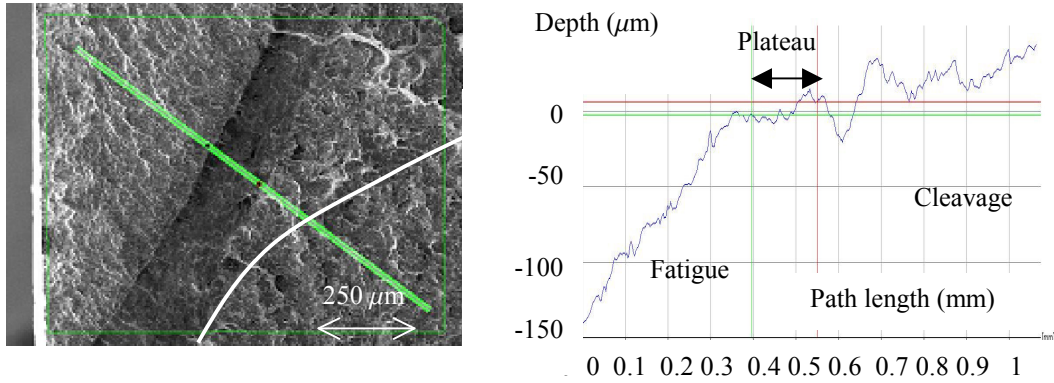 250 µm
Depth (µm)
Plateau
0
-50
-100
-150
Fatigue
Cleavage
Path length (mm)
[mm]
0 0.1 0.2 0.3 0.4 0.5 0.6 0.7 0.8 0.9 1